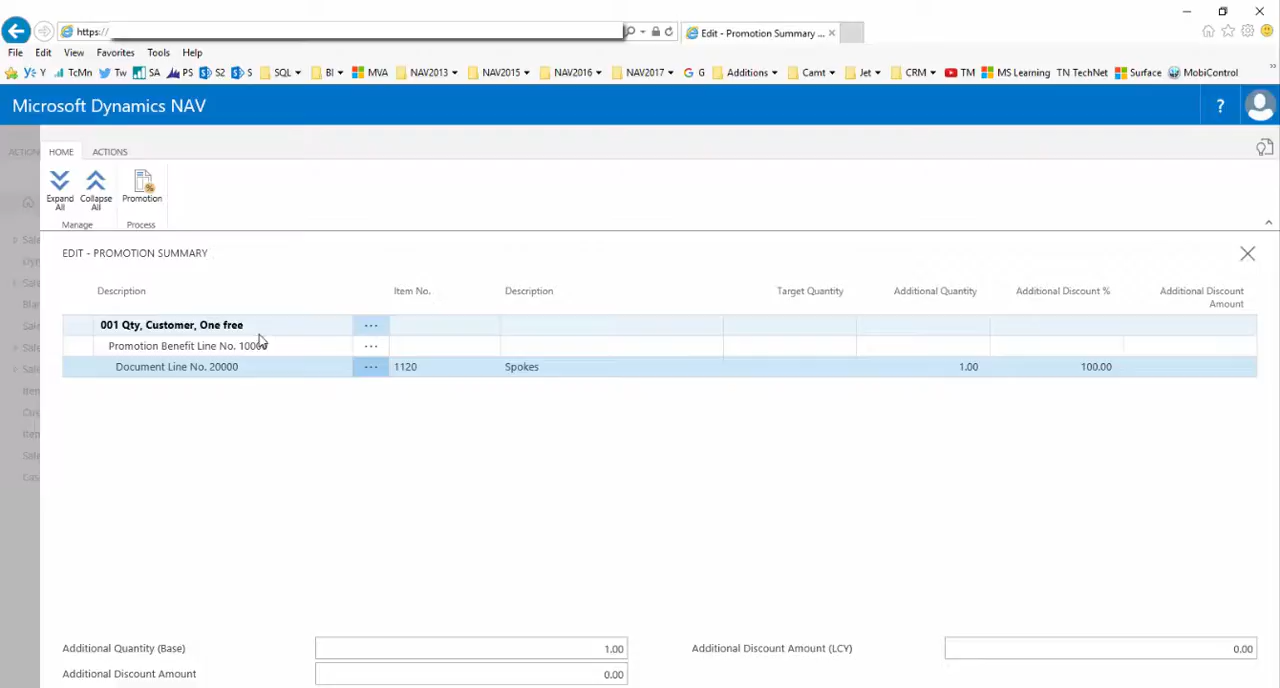 https://
Edit - Promotion Summary ...
File Edit View Favorites Tools Help
Y TcMn Tw SA PS S2 S SQL BI MVA NAV2013 NAV2015 NAV2016 NAV2017 G Additions Camt Jet CRM TM MS Learning TN TechNet Surface MobiControl
Microsoft Dynamics NAV ?
HOME ACTIONS
Expand All
Collapse All
Promotion
Manage Process
EDIT - PROMOTION SUMMARY
Description Item No. Description Target Quantity Additional Quantity Additional Discount % Additional Discount Amount
001 Qty, Customer, One free ...
Promotion Benefit Line No. 10000 ...
Document Line No. 20000 ... 1120 Spokes 1.00 100.00
Additional Quantity (Base) 1.00 Additional Discount Amount (LCY) 0.00
Additional Discount Amount 0.00